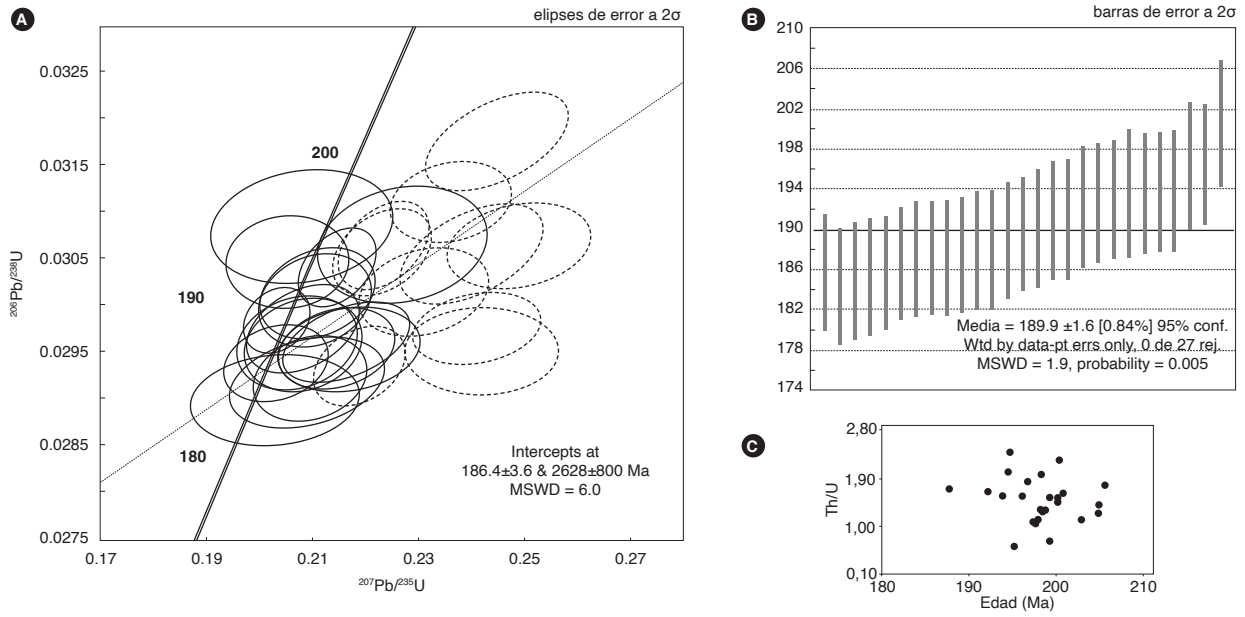 A
elipses de error a 2σ
0.0325
0.0315
0.0305
0.0295
0.0285
0.0275
²⁰⁶Pb/²³⁸U
200
190
180
Intercepts at
186.4±3.6 & 2628±800 Ma
MSWD = 6.0
0.17
0.19
0.21
0.23
0.25
0.27
²⁰⁷Pb/²³⁵U
B
barras de error a 2σ
210
206
202
198
194
190
186
182
178
174
Media = 189.9 ±1.6 [0.84%] 95% conf.
Wtd by data-pt errs only, 0 de 27 rej.
MSWD = 1.9, probability = 0.005
C
2,80
1,90
1,00
0,10
Th/U
180
190
200
210
Edad (Ma)